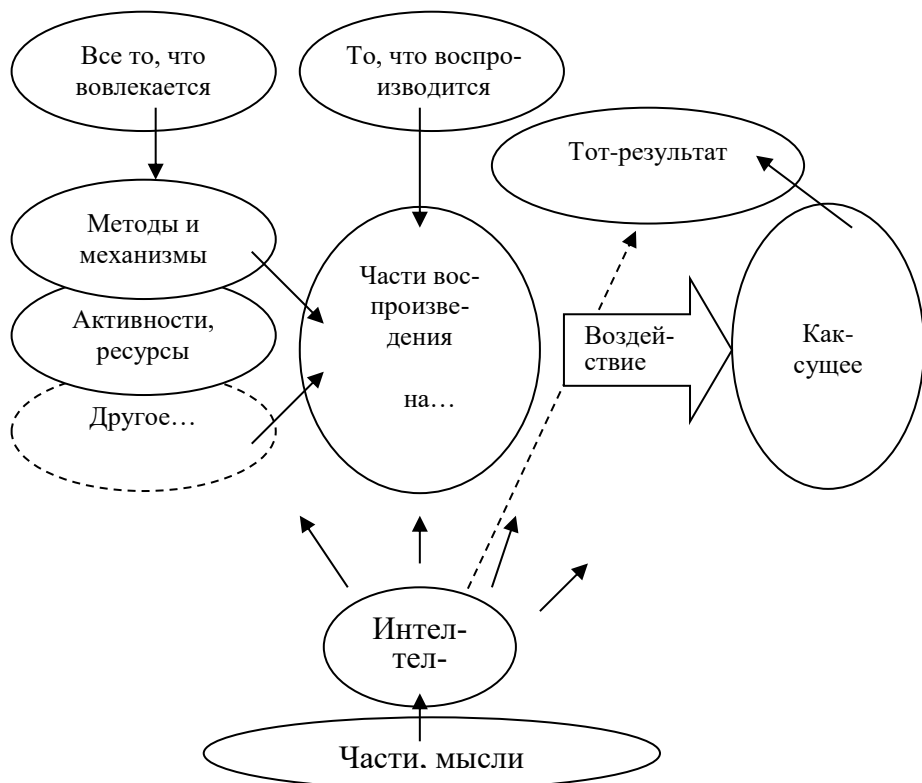 Все то, что
вовлекается
То, что воспро-
изводится
Тот-результат
Методы и
механизмы
Части вос-
произве-
дения
на…
Активности,
ресурсы
Воздей-
ствие
Как-
сущее
Другое…
Интел-
тел-
Части, мысли